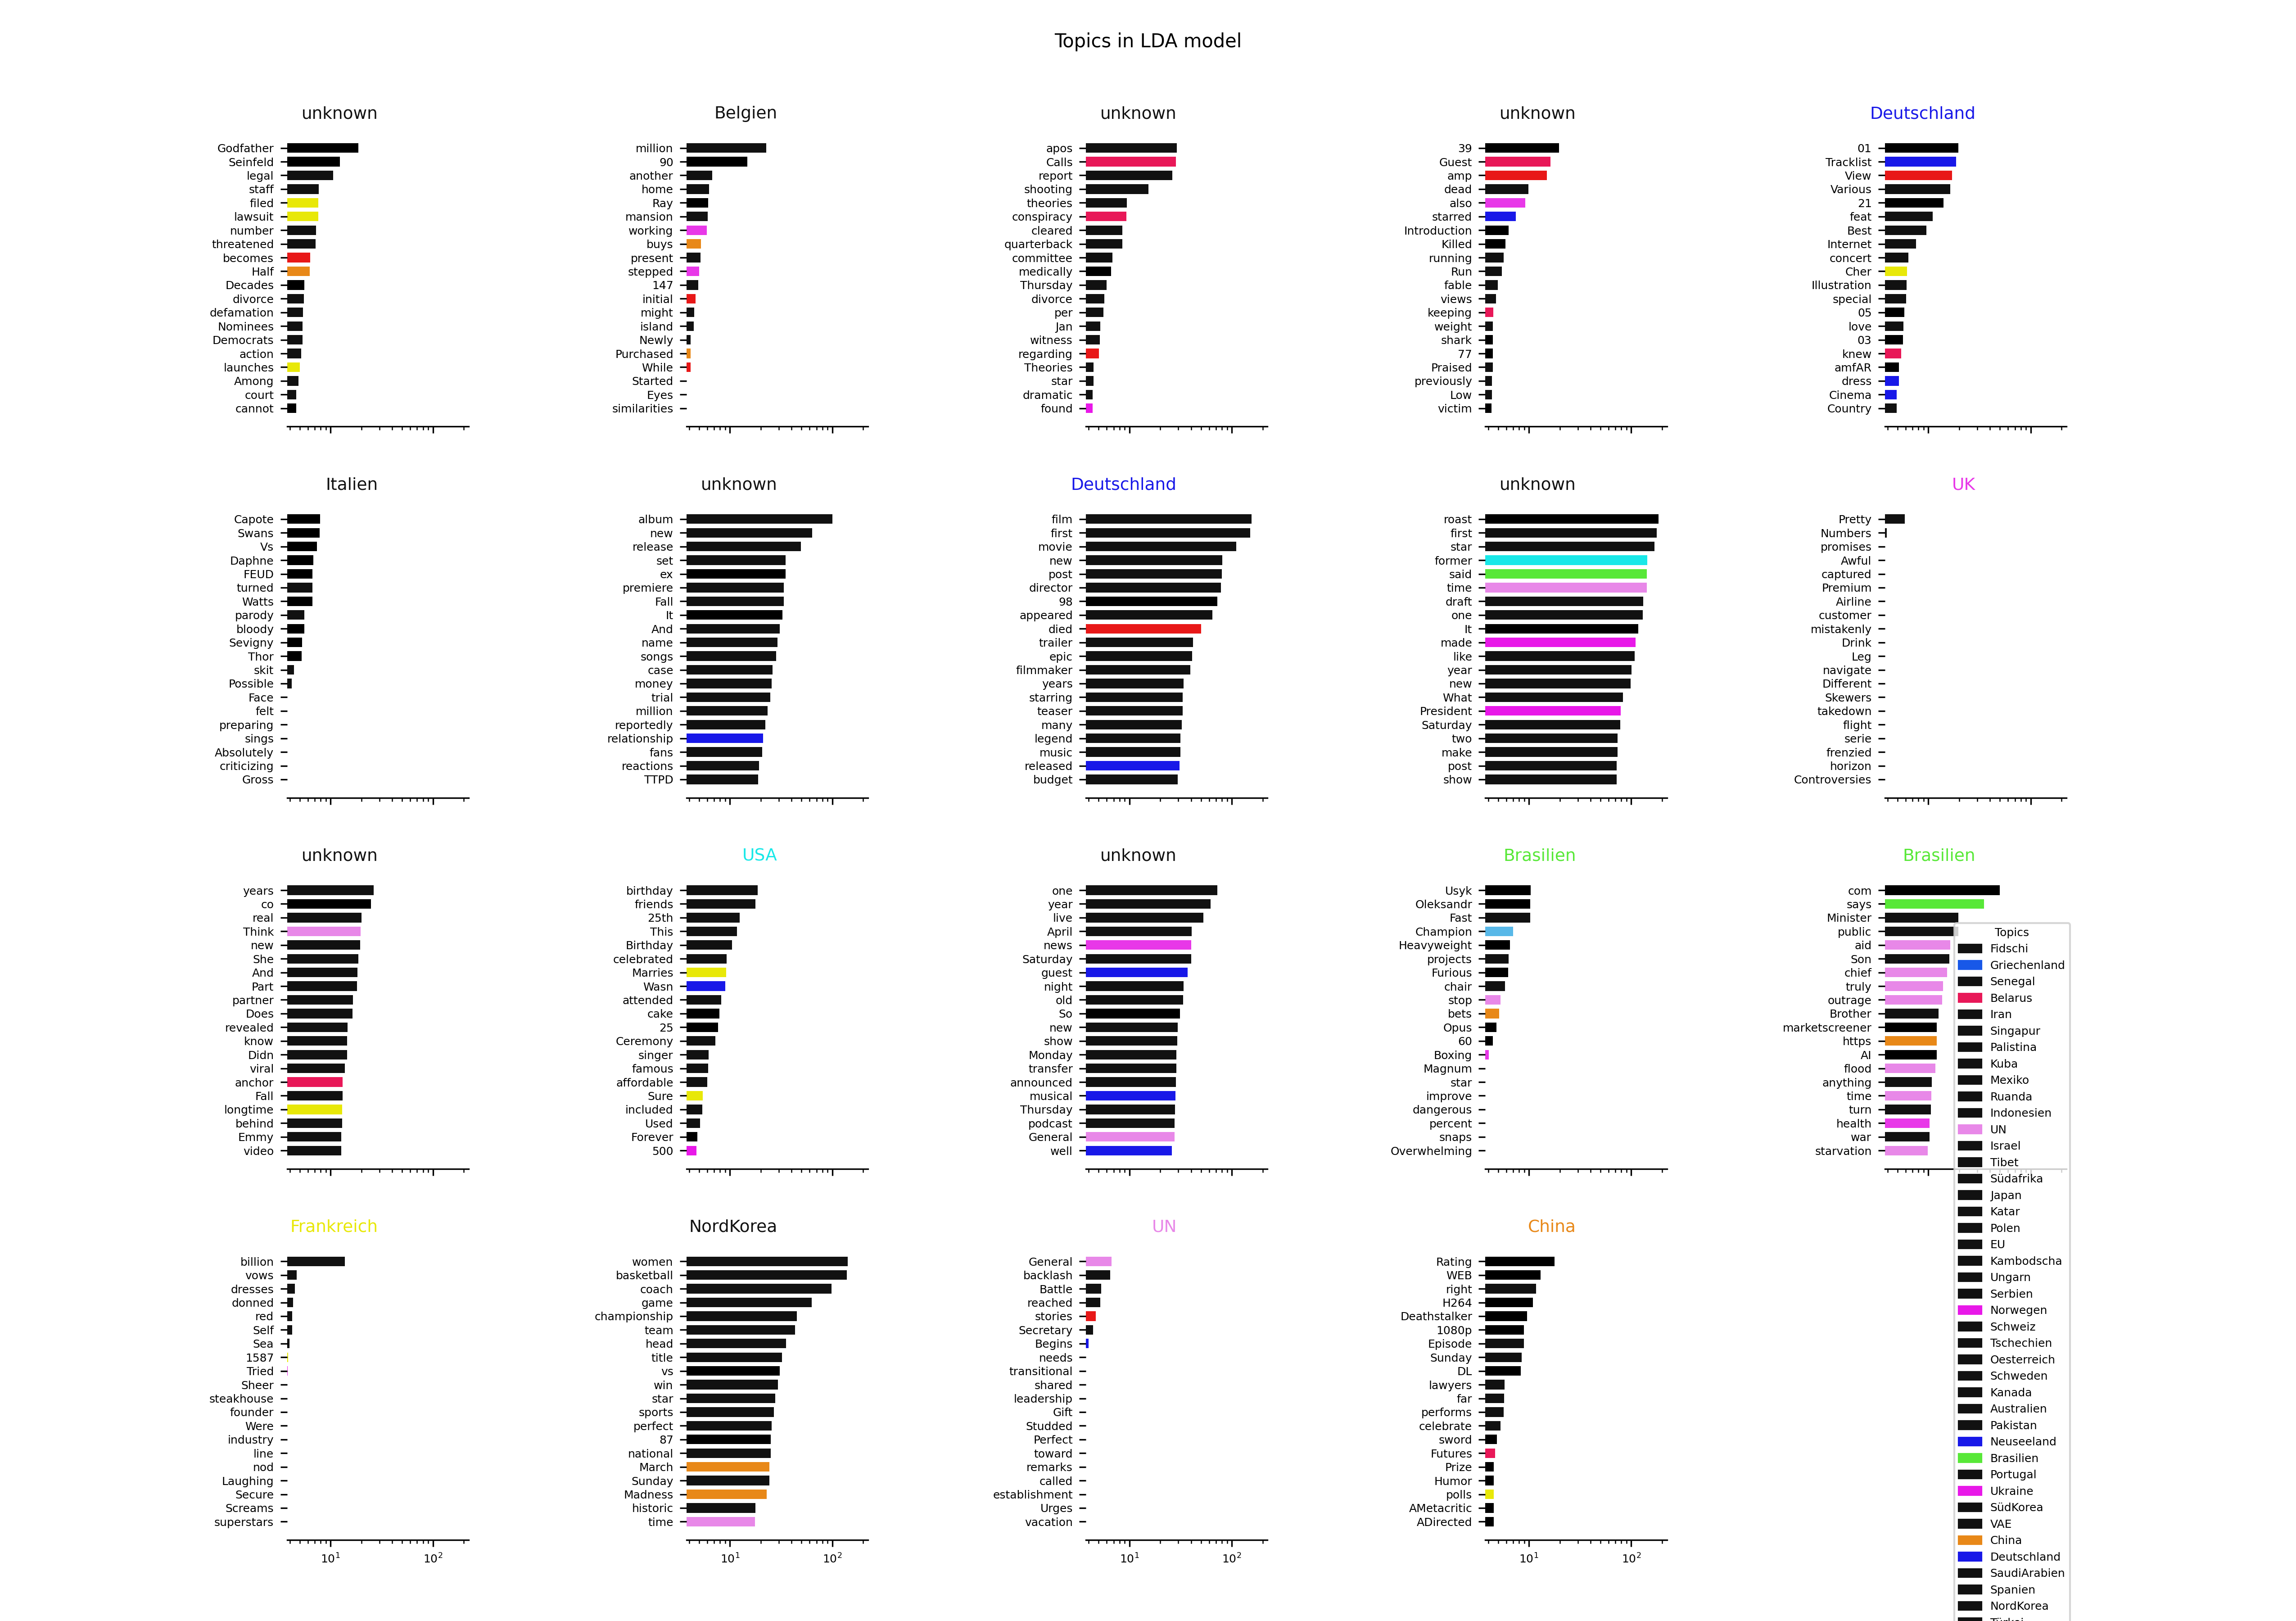 Topics in LDA model
unknown
Godfather
Seinfeld
legal
staff
filed
lawsuit
number
threatened
becomes
Half
Decades
divorce
defamation
Nominees
Democrats
action
launches
Among
court
cannot
Belgien
million
90
another
home
Ray
mansion
working
buys
present
stepped
147
initial
might
island
Newly
Purchased
While
Started
Eyes
similarities
unknown
apos
Calls
report
shooting
theories
conspiracy
cleared
quarterback
committee
medically
Thursday
divorce
per
Jan
witness
regarding
Theories
star
dramatic
found
unknown
39
Guest
amp
dead
also
starred
Introduction
Killed
running
Run
fable
views
keeping
weight
shark
77
Praised
previously
Low
victim
Deutschland
01
Tracklist
View
Various
21
feat
Best
Internet
concert
Cher
Illustration
special
05
love
03
knew
amfAR
dress
Cinema
Country
Italien
Capote
Swans
Vs
Daphne
FEUD
turned
Watts
parody
bloody
Sevigny
Thor
skit
Possible
Face
felt
preparing
sings
Absolutely
criticizing
Gross
unknown
album
new
release
set
ex
premiere
Fall
It
And
name
songs
case
money
trial
million
reportedly
relationship
fans
reactions
TTPD
Deutschland
film
first
movie
new
post
director
98
appeared
died
trailer
epic
filmmaker
years
starring
teaser
many
legend
music
released
budget
unknown
roast
first
star
former
said
time
draft
one
It
made
like
year
new
What
President
Saturday
two
make
post
show
UK
Pretty
Numbers
promises
Awful
captured
Premium
Airline
customer
mistakenly
Drink
Leg
navigate
Different
Skewers
takedown
flight
serie
frenzied
horizon
Controversies
unknown
years
co
real
Think
new
She
And
Part
partner
Does
revealed
know
Didn
viral
anchor
Fall
longtime
behind
Emmy
video
USA
birthday
friends
25th
This
Birthday
celebrated
Marries
Wasn
attended
cake
25
Ceremony
singer
famous
affordable
Sure
included
Used
Forever
500
unknown
one
year
live
April
news
Saturday
guest
night
old
So
new
show
Monday
transfer
announced
musical
Thursday
podcast
General
well
Brasilien
Usyk
Oleksandr
Fast
Champion
Heavyweight
projects
Furious
chair
stop
bets
Opus
60
Boxing
Magnum
star
improve
dangerous
percent
snaps
Overwhelming
Brasilien
com
says
Minister
public
aid
Son
chief
truly
outrage
Brother
marketscreener
https
AI
flood
anything
time
turn
health
war
starvation
Frankreich
billion
vows
dresses
donned
red
Self
Sea
1587
Tried
Sheer
steakhouse
founder
Were
industry
line
nod
Laughing
Secure
Screams
superstars
10¹ 10²
NordKorea
women
basketball
coach
game
championship
team
head
title
vs
win
star
sports
perfect
87
national
March
Sunday
Madness
historic
time
10¹ 10²
UN
General
backlash
Battle
reached
stories
Secretary
Begins
needs
transitional
shared
leadership
Gift
Studded
Perfect
toward
remarks
called
establishment
Urges
vacation
10¹ 10²
China
Rating
WEB
right
H264
Deathstalker
1080p
Episode
Sunday
DL
lawyers
far
performs
celebrate
sword
Futures
Prize
Humor
polls
AMetacritic
ADirected
10¹ 10²
Topics
Fidschi
Griechenland
Senegal
Belarus
Iran
Singapur
Palistina
Kuba
Mexiko
Ruanda
Indonesien
UN
Israel
Tibet
Südafrika
Japan
Katar
Polen
EU
Kambodscha
Ungarn
Serbien
Norwegen
Schweiz
Tschechien
Oesterreich
Schweden
Kanada
Australien
Pakistan
Neuseeland
Brasilien
Portugal
Ukraine
SüdKorea
VAE
China
Deutschland
SaudiArabien
Spanien
NordKorea